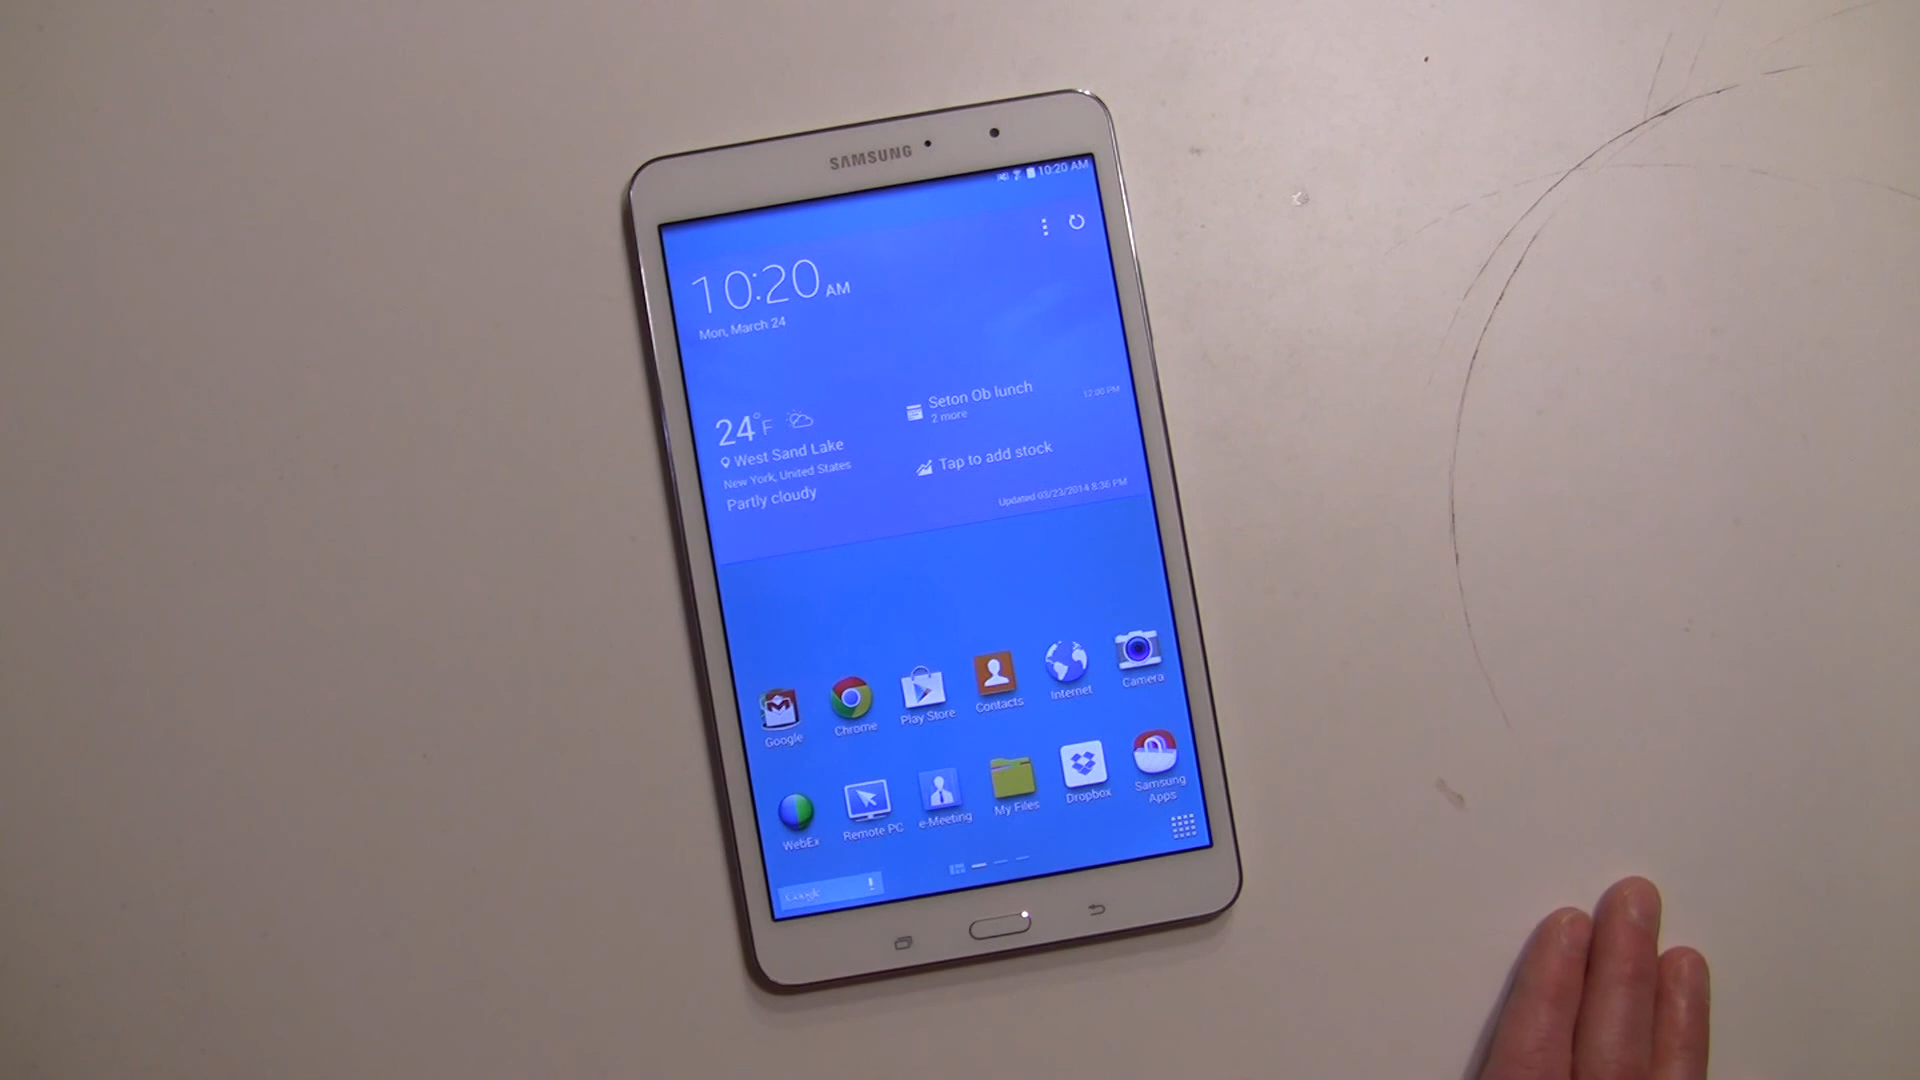 SAMSUNG
10:20 AM
10:20 AM
Mon, March 24
24°F
West Sand Lake
New York, United States
Partly cloudy
Seton Ob lunch
12:00 PM
2 more
Tap to add stock
Updated 03/23/2014 8:36 PM
Google
Chrome
Play Store
Contacts
Internet
Camera
WebEx
Remote PC
e-Meeting
My Files
Dropbox
Samsung
Apps
Google